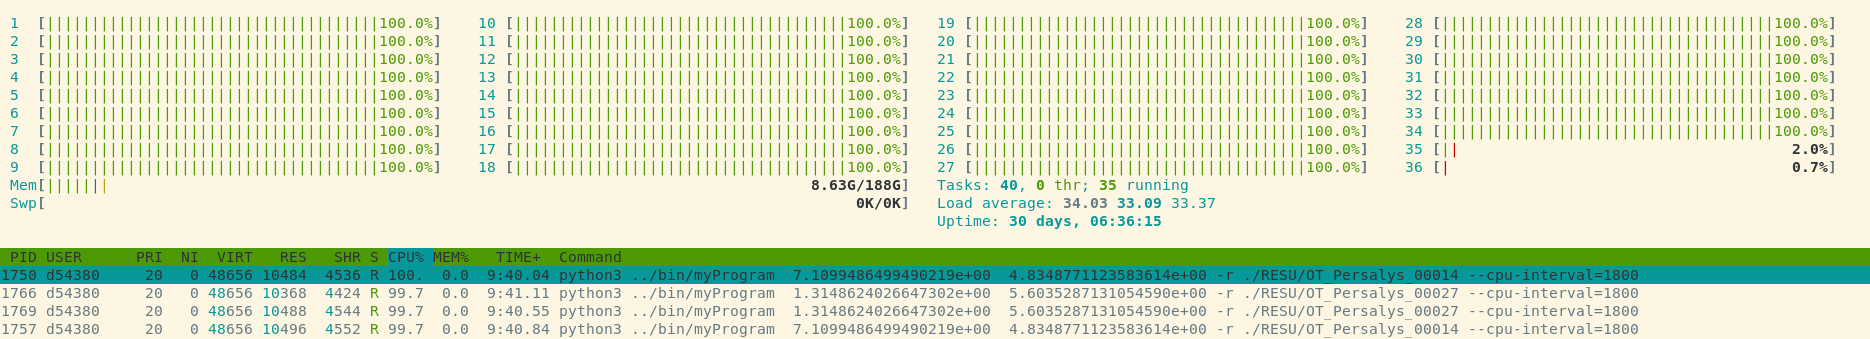 1 [||||||||||||||||||||||||||||||||||||||100.0%] 10 [||||||||||||||||||||||||||||||||||||||100.0%] 19 [||||||||||||||||||||||||||||||||||||||100.0%] 28 [||||||||||||||||||||||||||||||||||||||100.0%]
2 [||||||||||||||||||||||||||||||||||||||100.0%] 11 [||||||||||||||||||||||||||||||||||||||100.0%] 20 [||||||||||||||||||||||||||||||||||||||100.0%] 29 [||||||||||||||||||||||||||||||||||||||100.0%]
3 [||||||||||||||||||||||||||||||||||||||100.0%] 12 [||||||||||||||||||||||||||||||||||||||100.0%] 21 [||||||||||||||||||||||||||||||||||||||100.0%] 30 [||||||||||||||||||||||||||||||||||||||100.0%]
4 [||||||||||||||||||||||||||||||||||||||100.0%] 13 [||||||||||||||||||||||||||||||||||||||100.0%] 22 [||||||||||||||||||||||||||||||||||||||100.0%] 31 [||||||||||||||||||||||||||||||||||||||100.0%]
5 [||||||||||||||||||||||||||||||||||||||100.0%] 14 [||||||||||||||||||||||||||||||||||||||100.0%] 23 [||||||||||||||||||||||||||||||||||||||100.0%] 32 [||||||||||||||||||||||||||||||||||||||100.0%]
6 [||||||||||||||||||||||||||||||||||||||100.0%] 15 [||||||||||||||||||||||||||||||||||||||100.0%] 24 [||||||||||||||||||||||||||||||||||||||100.0%] 33 [||||||||||||||||||||||||||||||||||||||100.0%]
7 [||||||||||||||||||||||||||||||||||||||100.0%] 16 [||||||||||||||||||||||||||||||||||||||100.0%] 25 [||||||||||||||||||||||||||||||||||||||100.0%] 34 [||||||||||||||||||||||||||||||||||||||100.0%]
8 [||||||||||||||||||||||||||||||||||||||100.0%] 17 [||||||||||||||||||||||||||||||||||||||100.0%] 26 [||||||||||||||||||||||||||||||||||||||100.0%] 35 [|| 2.0%]
9 [||||||||||||||||||||||||||||||||||||||100.0%] 18 [||||||||||||||||||||||||||||||||||||||100.0%] 27 [||||||||||||||||||||||||||||||||||||||100.0%] 36 [| 0.7%]
Mem[||||||| 8.63G/188G] Tasks: 40, 0 thr; 35 running
Swp[ 0K/0K] Load average: 34.03 33.09 33.37
Uptime: 30 days, 06:36:15
PID USER PRI NI VIRT RES SHR S CPU% MEM% TIME+ Command
1750 d54380 20 0 48656 10484 4536 R 100. 0.0 9:40.04 python3 ../bin/myProgram 7.1099486499490219e+00 4.8348771123583614e+00 -r ./RESU/OT_Persalys_00014 --cpu-interval=1800
1766 d54380 20 0 48656 10368 4424 R 99.7 0.0 9:41.11 python3 ../bin/myProgram 1.3148624026647302e+00 5.6035287131054590e+00 -r ./RESU/OT_Persalys_00027 --cpu-interval=1800
1769 d54380 20 0 48656 10488 4544 R 99.7 0.0 9:40.55 python3 ../bin/myProgram 1.3148624026647302e+00 5.6035287131054590e+00 -r ./RESU/OT_Persalys_00027 --cpu-interval=1800
1757 d54380 20 0 48656 10496 4552 R 99.7 0.0 9:40.84 python3 ../bin/myProgram 7.1099486499490219e+00 4.8348771123583614e+00 -r ./RESU/OT_Persalys_00014 --cpu-interval=1800